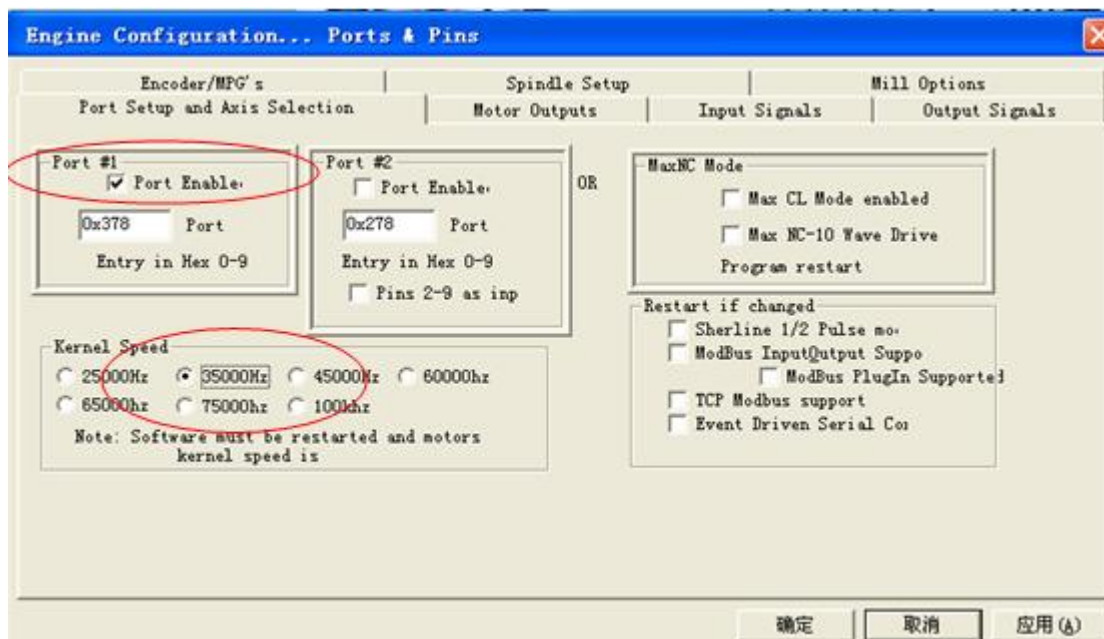 Engine Configuration... Ports & Pins
Encoder/MPG's Spindle Setup Mill Options
Port Setup and Axis Selection Motor Outputs Input Signals Output Signals
Port #1
Port Enable
0x378 Port
Entry in Hex 0-9
Port #2
Port Enable
0x278 Port
Entry in Hex 0-9
Pins 2-9 as inp
OR
MaxNC Mode
Max CL Mode enabled
Max NC-10 Wave Drive
Program restart
Restart if changed
Sherline 1/2 Pulse mo
ModBus InputOutput Suppo
ModBus PlugIn Supported
TCP Modbus support
Event Driven Serial Co
Kernel Speed
25000Hz 35000Hz 45000Hz 60000hz
65000hz 75000hz 100khz
Note: Software must be restarted and motors
kernel speed is
确定 取消 应用(A)